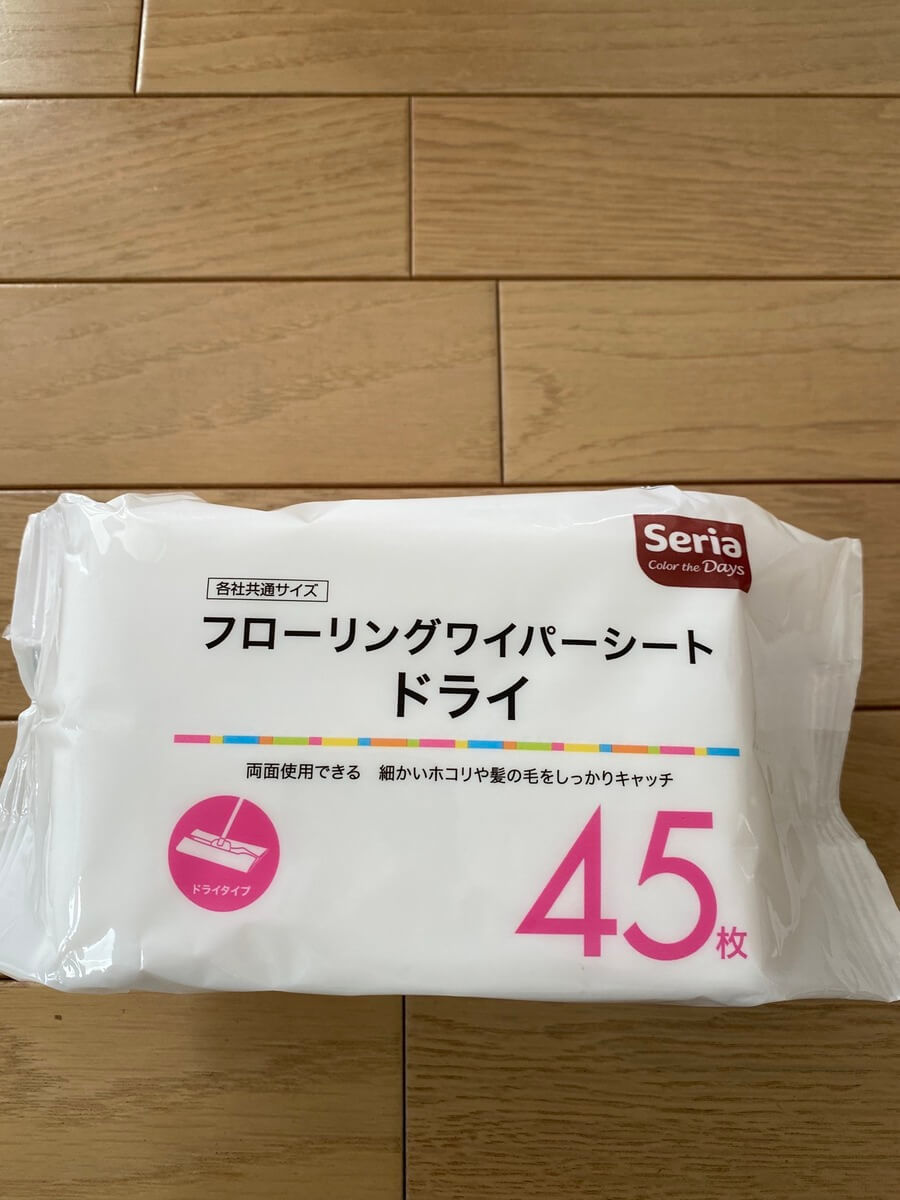 Seria
Color the Days
各社共通サイズ
フローリングワイパーシート
ドライ
両面使用できる 細かいホコリや髪の毛をしっかりキャッチ
ドライタイプ
45枚